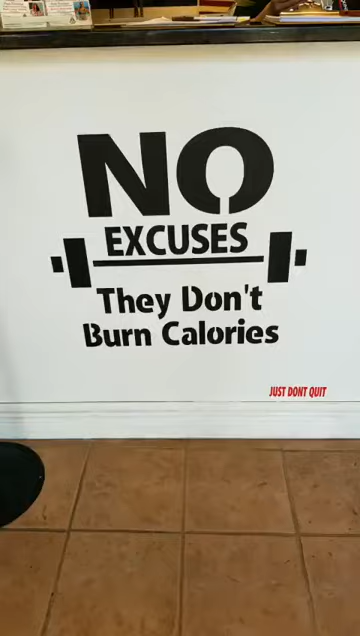 NO
EXCUSES
They Don't
Burn Calories
JUST DONT QUIT